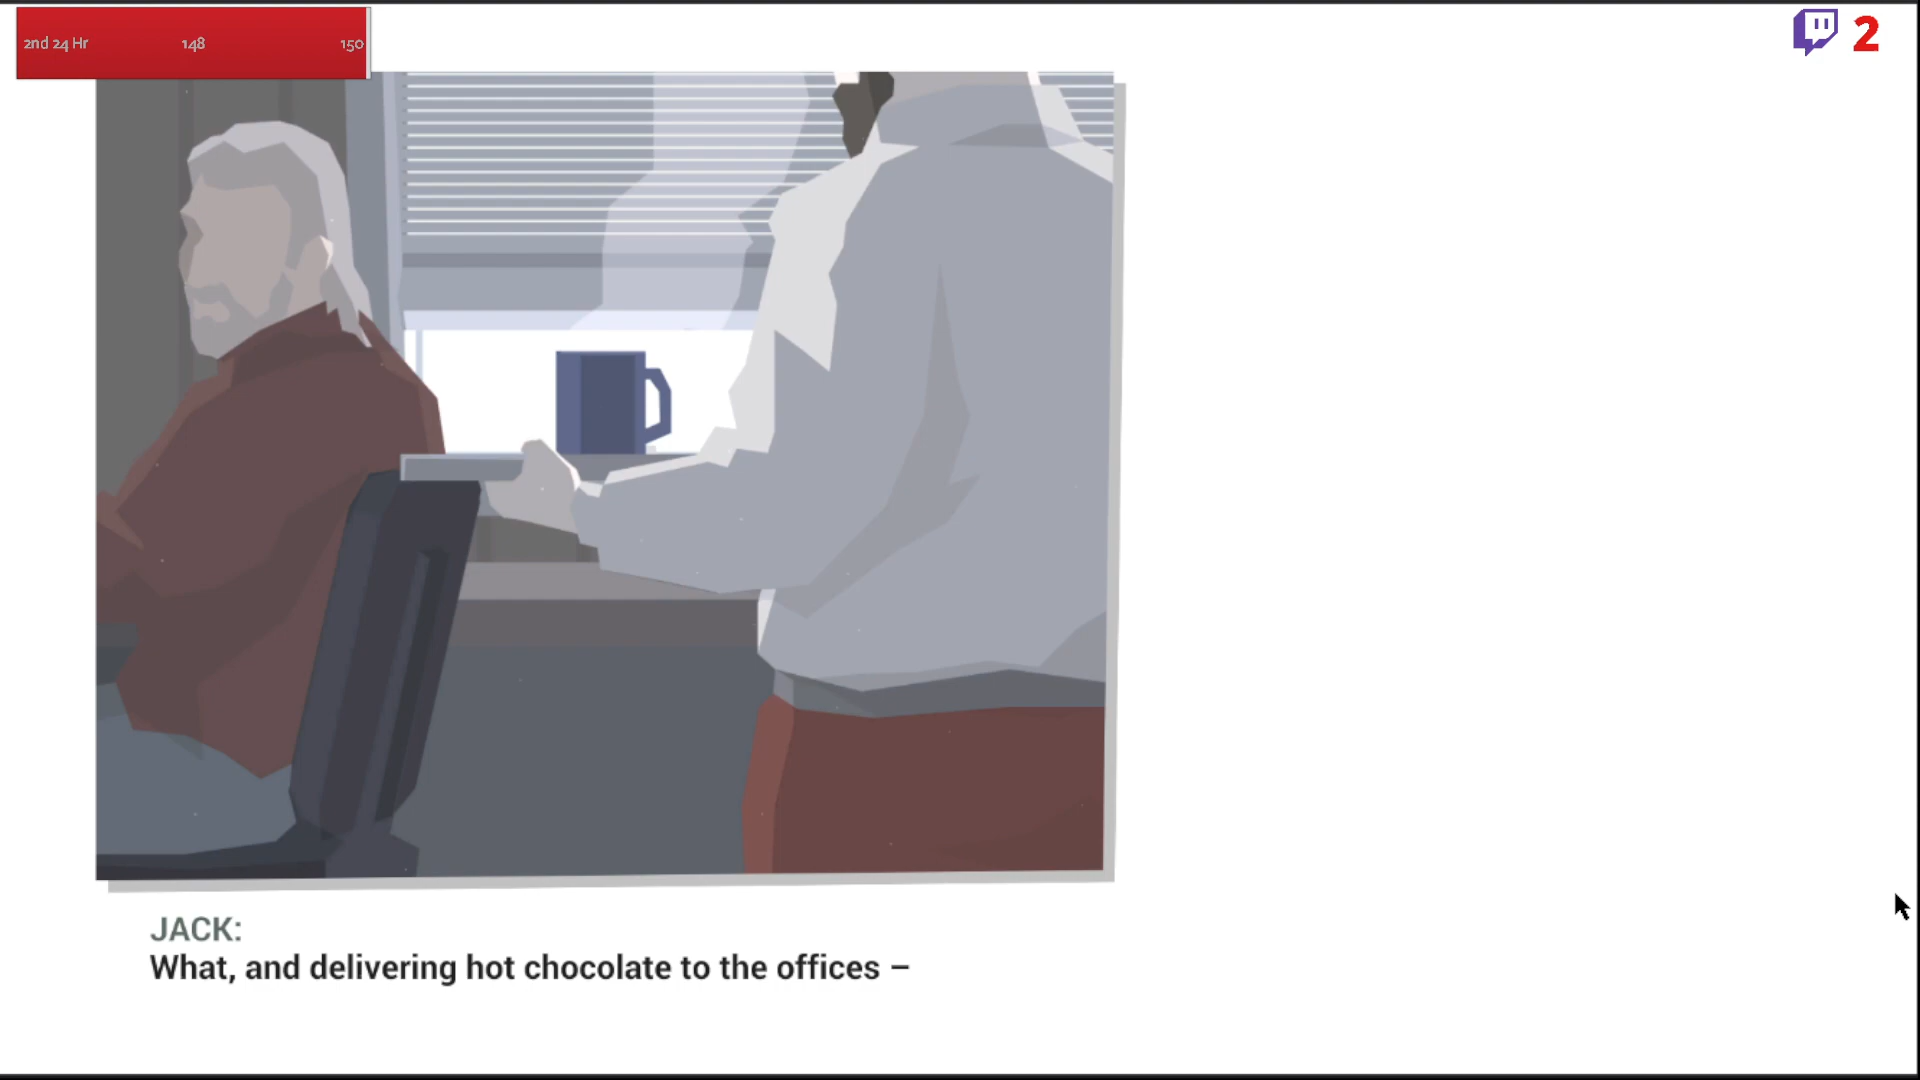 2nd 24 Hr 148 150
2
JACK:
What, and delivering hot chocolate to the offices –